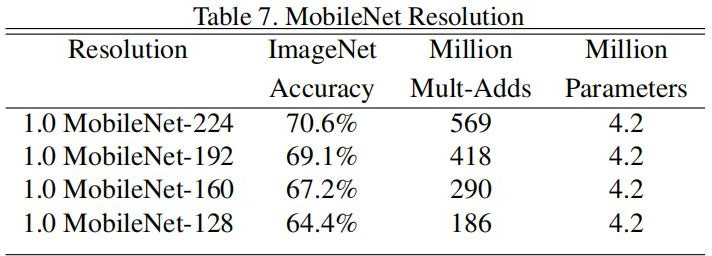 Table 7. MobileNet Resolution
Resolution ImageNet Million Million
Accuracy Mult-Adds Parameters
1.0 MobileNet-224 70.6% 569 4.2
1.0 MobileNet-192 69.1% 418 4.2
1.0 MobileNet-160 67.2% 290 4.2
1.0 MobileNet-128 64.4% 186 4.2